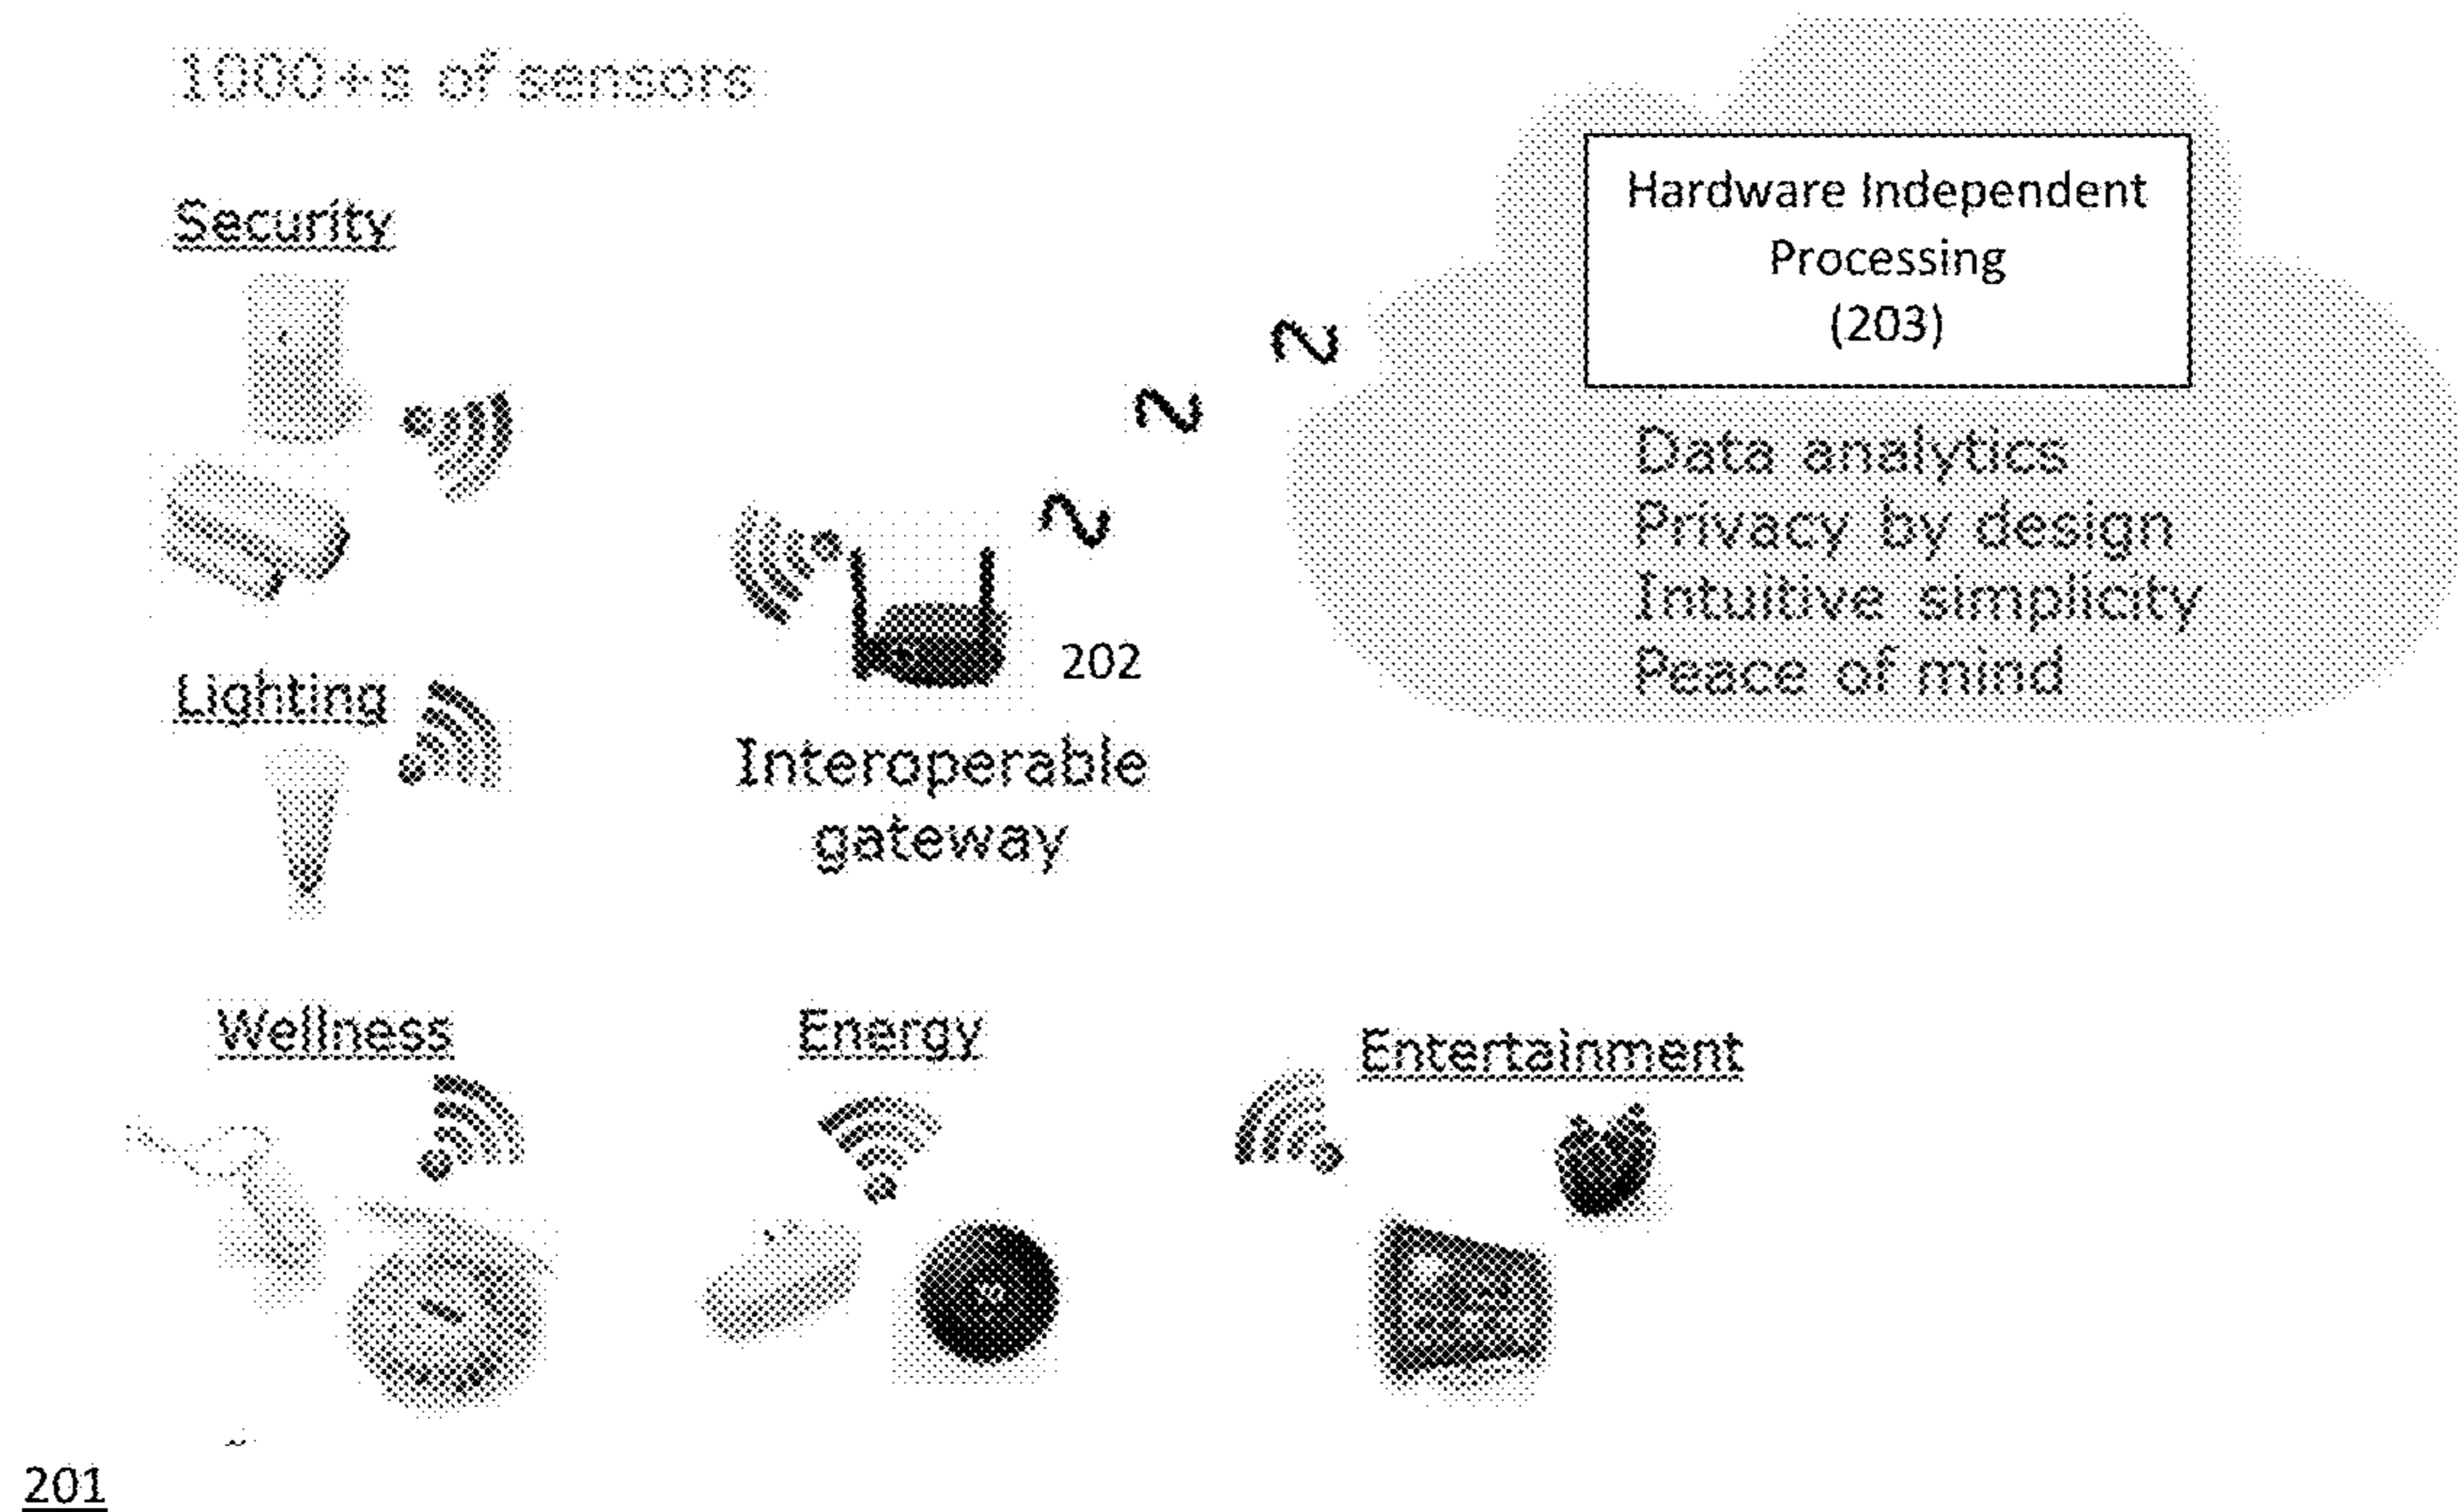 1000+s of sensors
Security
Hardware Independent
Processing
(203)
Data analytics
Privacy by design
Intuitive simplicity
Peace of mind
Lighting
202
Interoperable
gateway
Wellness
Energy
Entertainment
201